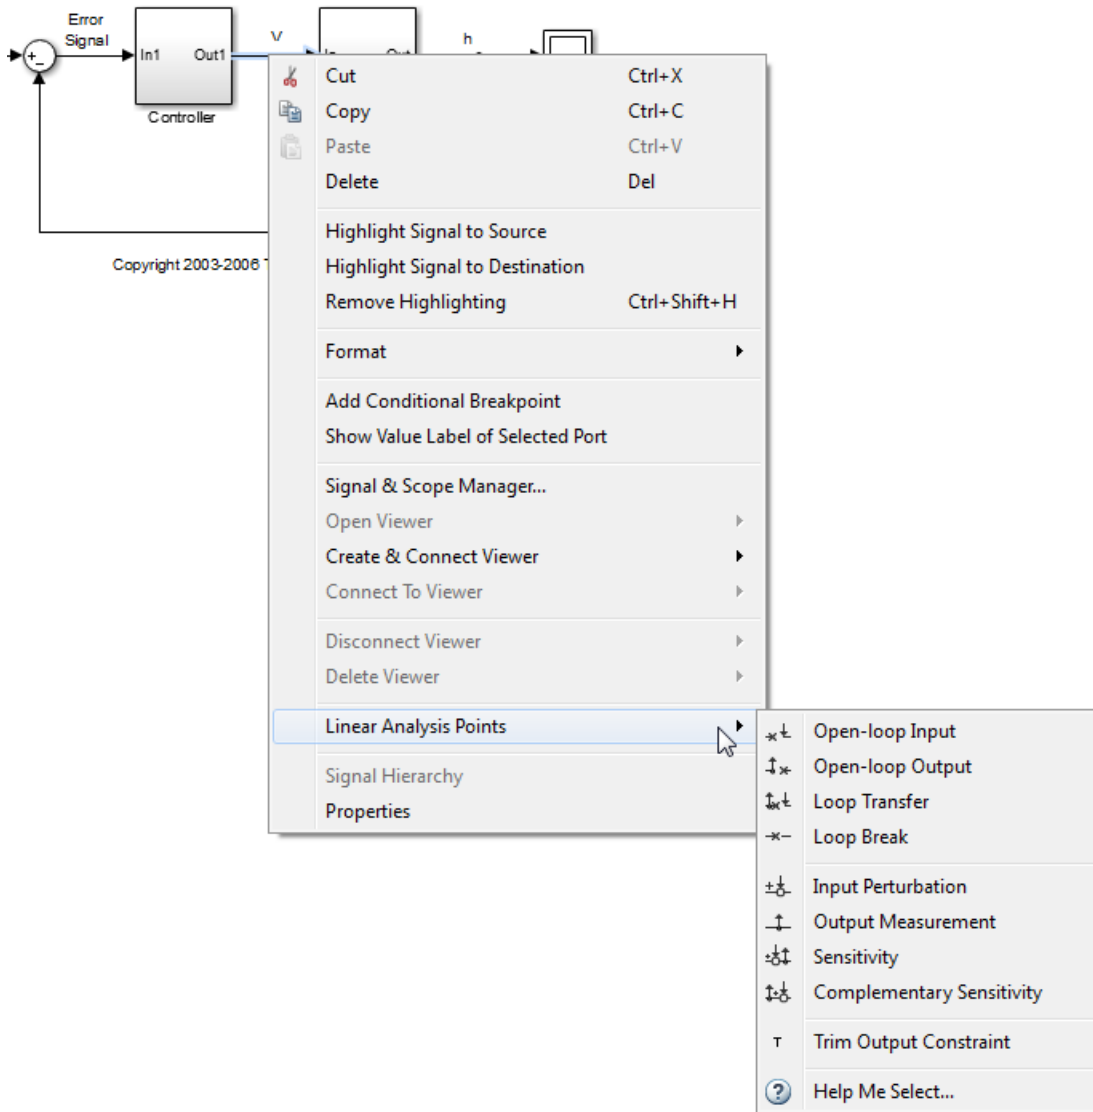 Error
Signal
V
h
+
-
In1
Out1
In
Out
Controller
Copyright 2003-2006
Cut Ctrl+X
Copy Ctrl+C
Paste Ctrl+V
Delete Del
Highlight Signal to Source
Highlight Signal to Destination
Remove Highlighting Ctrl+Shift+H
Format
Add Conditional Breakpoint
Show Value Label of Selected Port
Signal & Scope Manager...
Open Viewer
Create & Connect Viewer
Connect To Viewer
Disconnect Viewer
Delete Viewer
Linear Analysis Points
Signal Hierarchy
Properties
Open-loop Input
Open-loop Output
Loop Transfer
Loop Break
Input Perturbation
Output Measurement
Sensitivity
Complementary Sensitivity
T Trim Output Constraint
? Help Me Select...